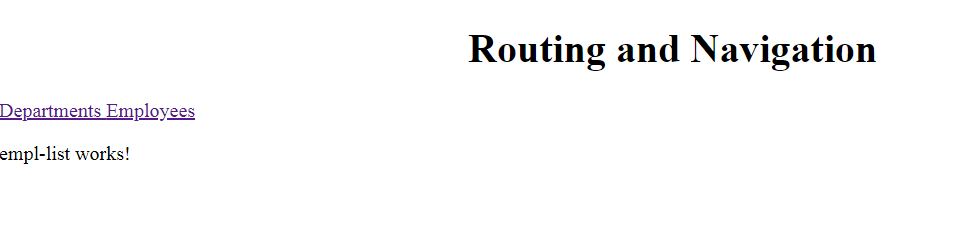 Routing and Navigation
Departments Employees
empl-list works!